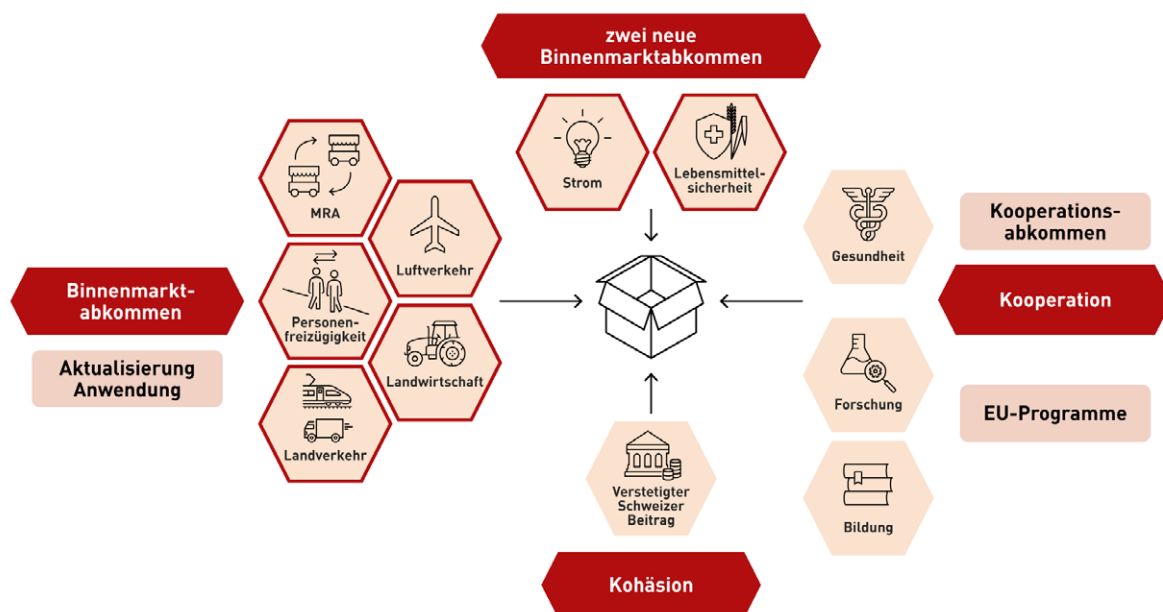 zwei neue
Binnenmarktabkommen
Strom
Lebensmittel-
sicherheit
MRA
Luftverkehr
Personen-
freizügigkeit
Landwirtschaft
Landverkehr
Binnenmarkt-
abkommen
Aktualisierung
Anwendung
Gesundheit
Kooperations-
abkommen
Kooperation
Forschung
EU-Programme
Bildung
Verstetigter
Schweizer
Beitrag
Kohäsion